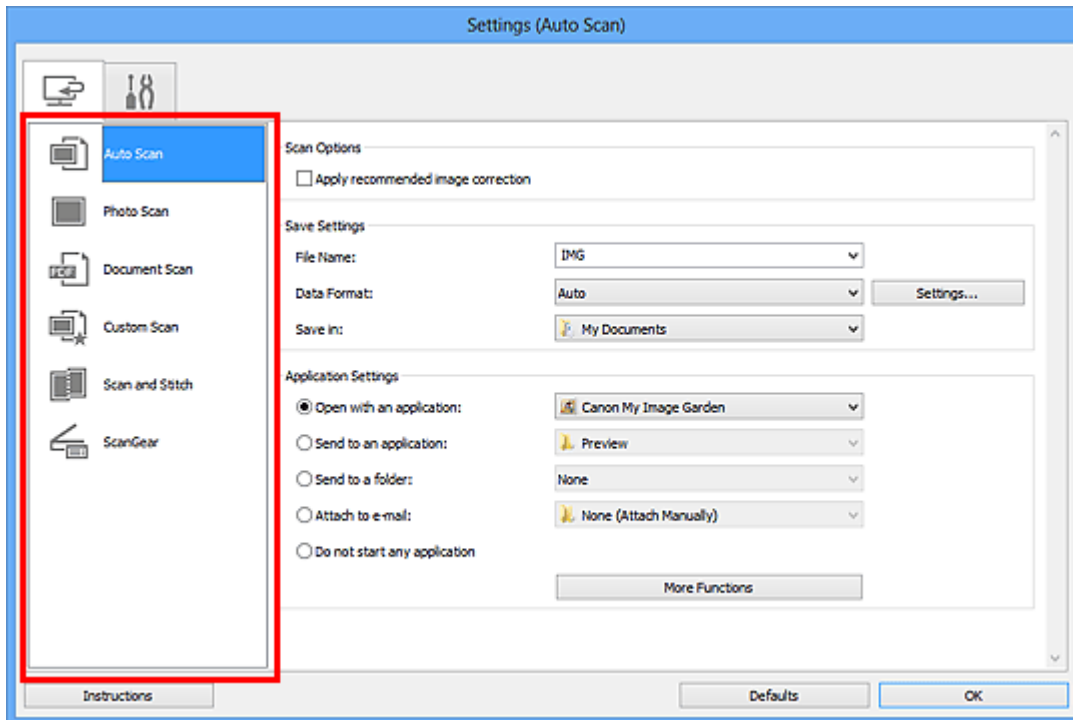 Settings (Auto Scan)
Auto Scan
Photo Scan
Document Scan
Custom Scan
Scan and Stitch
ScanGear
Scan Options
Apply recommended image correction
Save Settings
File Name: IMG
Data Format: Auto Settings...
Save in: My Documents
Application Settings
Open with an application: Canon My Image Garden
Send to an application: Preview
Send to a folder: None
Attach to e-mail: None (Attach Manually)
Do not start any application
More Functions
Instructions Defaults OK